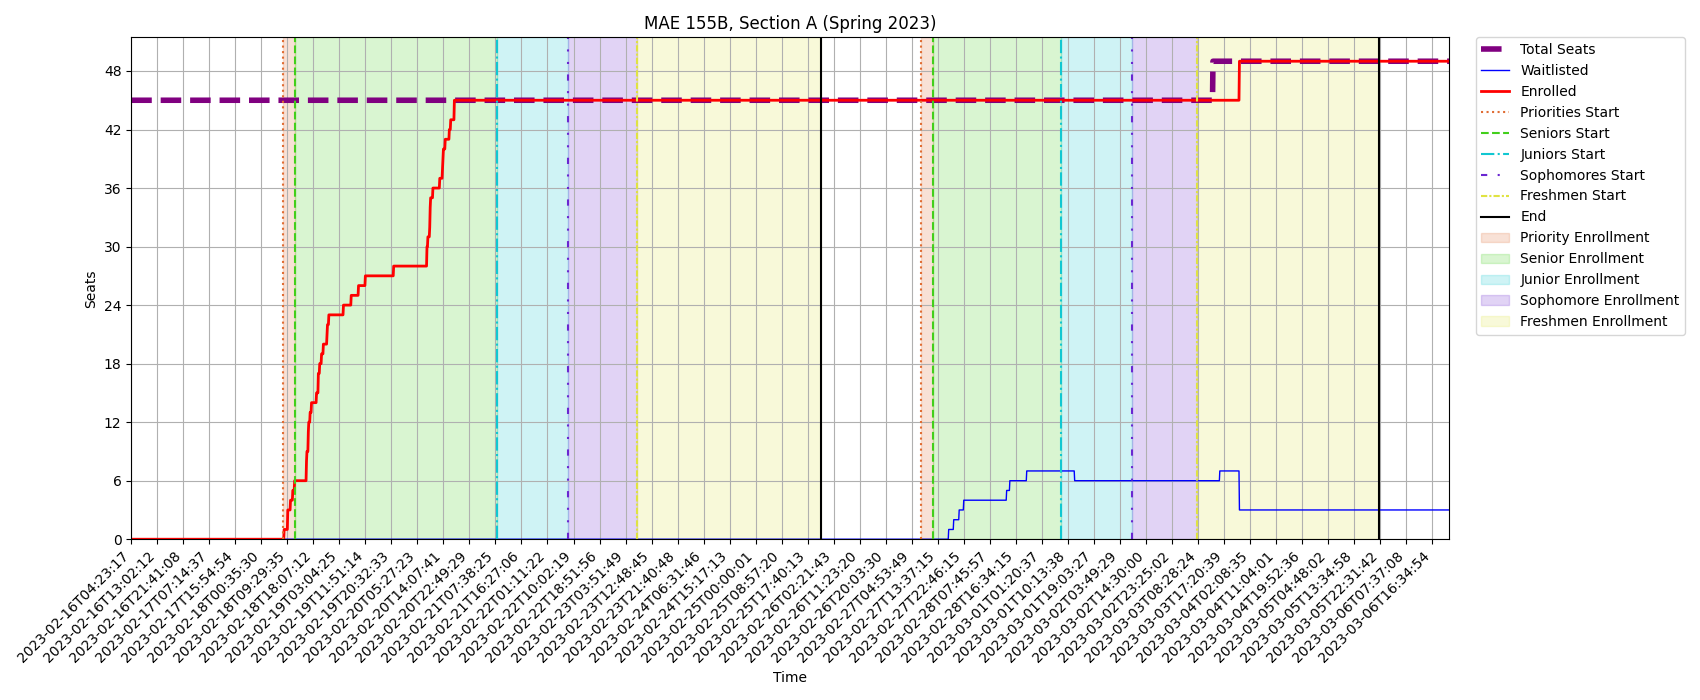 MAE 155B, Section A (Spring 2023)
Total Seats
Waitlisted
Enrolled
Priorities Start
Seniors Start
Juniors Start
Sophomores Start
Freshmen Start
End
Priority Enrollment
Senior Enrollment
Junior Enrollment
Sophomore Enrollment
Freshmen Enrollment
Seats
48
42
36
30
24
18
12
6
0
2023-02-16T04:23:17
2023-02-16T13:02:12
2023-02-16T21:41:08
2023-02-17T07:14:37
2023-02-17T15:54:54
2023-02-18T00:35:30
2023-02-18T09:29:35
2023-02-18T18:07:12
2023-02-19T03:04:25
2023-02-19T11:51:14
2023-02-19T20:32:33
2023-02-20T05:27:23
2023-02-20T14:07:41
2023-02-20T22:49:29
2023-02-21T07:38:25
2023-02-21T16:27:06
2023-02-22T01:11:22
2023-02-22T10:02:19
2023-02-22T18:51:56
2023-02-23T03:51:49
2023-02-23T12:48:45
2023-02-23T21:40:48
2023-02-24T06:31:46
2023-02-24T15:17:13
2023-02-25T00:00:01
2023-02-25T08:57:20
2023-02-25T17:40:13
2023-02-26T02:21:43
2023-02-26T11:23:20
2023-02-26T20:03:30
2023-02-27T04:53:49
2023-02-27T13:37:15
2023-02-27T22:46:15
2023-02-28T07:45:57
2023-02-28T16:34:15
2023-03-01T01:20:37
2023-03-01T10:13:38
2023-03-01T19:03:27
2023-03-02T03:49:29
2023-03-02T14:30:00
2023-03-02T23:25:02
2023-03-03T08:28:24
2023-03-03T17:20:39
2023-03-04T02:08:35
2023-03-04T11:04:01
2023-03-04T19:52:36
2023-03-05T04:48:02
2023-03-05T13:34:58
2023-03-05T22:31:42
2023-03-06T07:37:08
2023-03-06T16:34:54
Time